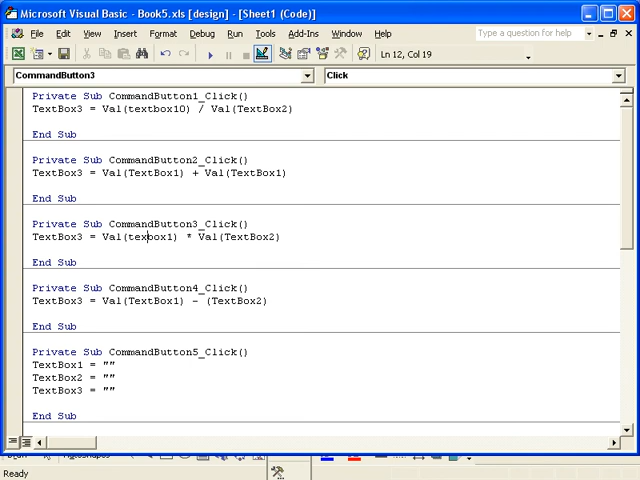 Microsoft Visual Basic - Book5.xls [design] - [Sheet1 (Code)]
File Edit View Insert Format Debug Run Tools Add-Ins Window Help Type a question for help
Ln 12, Col 19
CommandButton3 Click
Private Sub CommandButton1_Click()
TextBox3 = Val(textbox10) / Val(TextBox2)
End Sub
Private Sub CommandButton2_Click()
TextBox3 = Val(TextBox1) + Val(TextBox1)
End Sub
Private Sub CommandButton3_Click()
TextBox3 = Val(texbox1) * Val(TextBox2)
End Sub
Private Sub CommandButton4_Click()
TextBox3 = Val(TextBox1) - (TextBox2)
End Sub
Private Sub CommandButton5_Click()
TextBox1 = ""
TextBox2 = ""
TextBox3 = ""
End Sub
AutoShapes
Ready